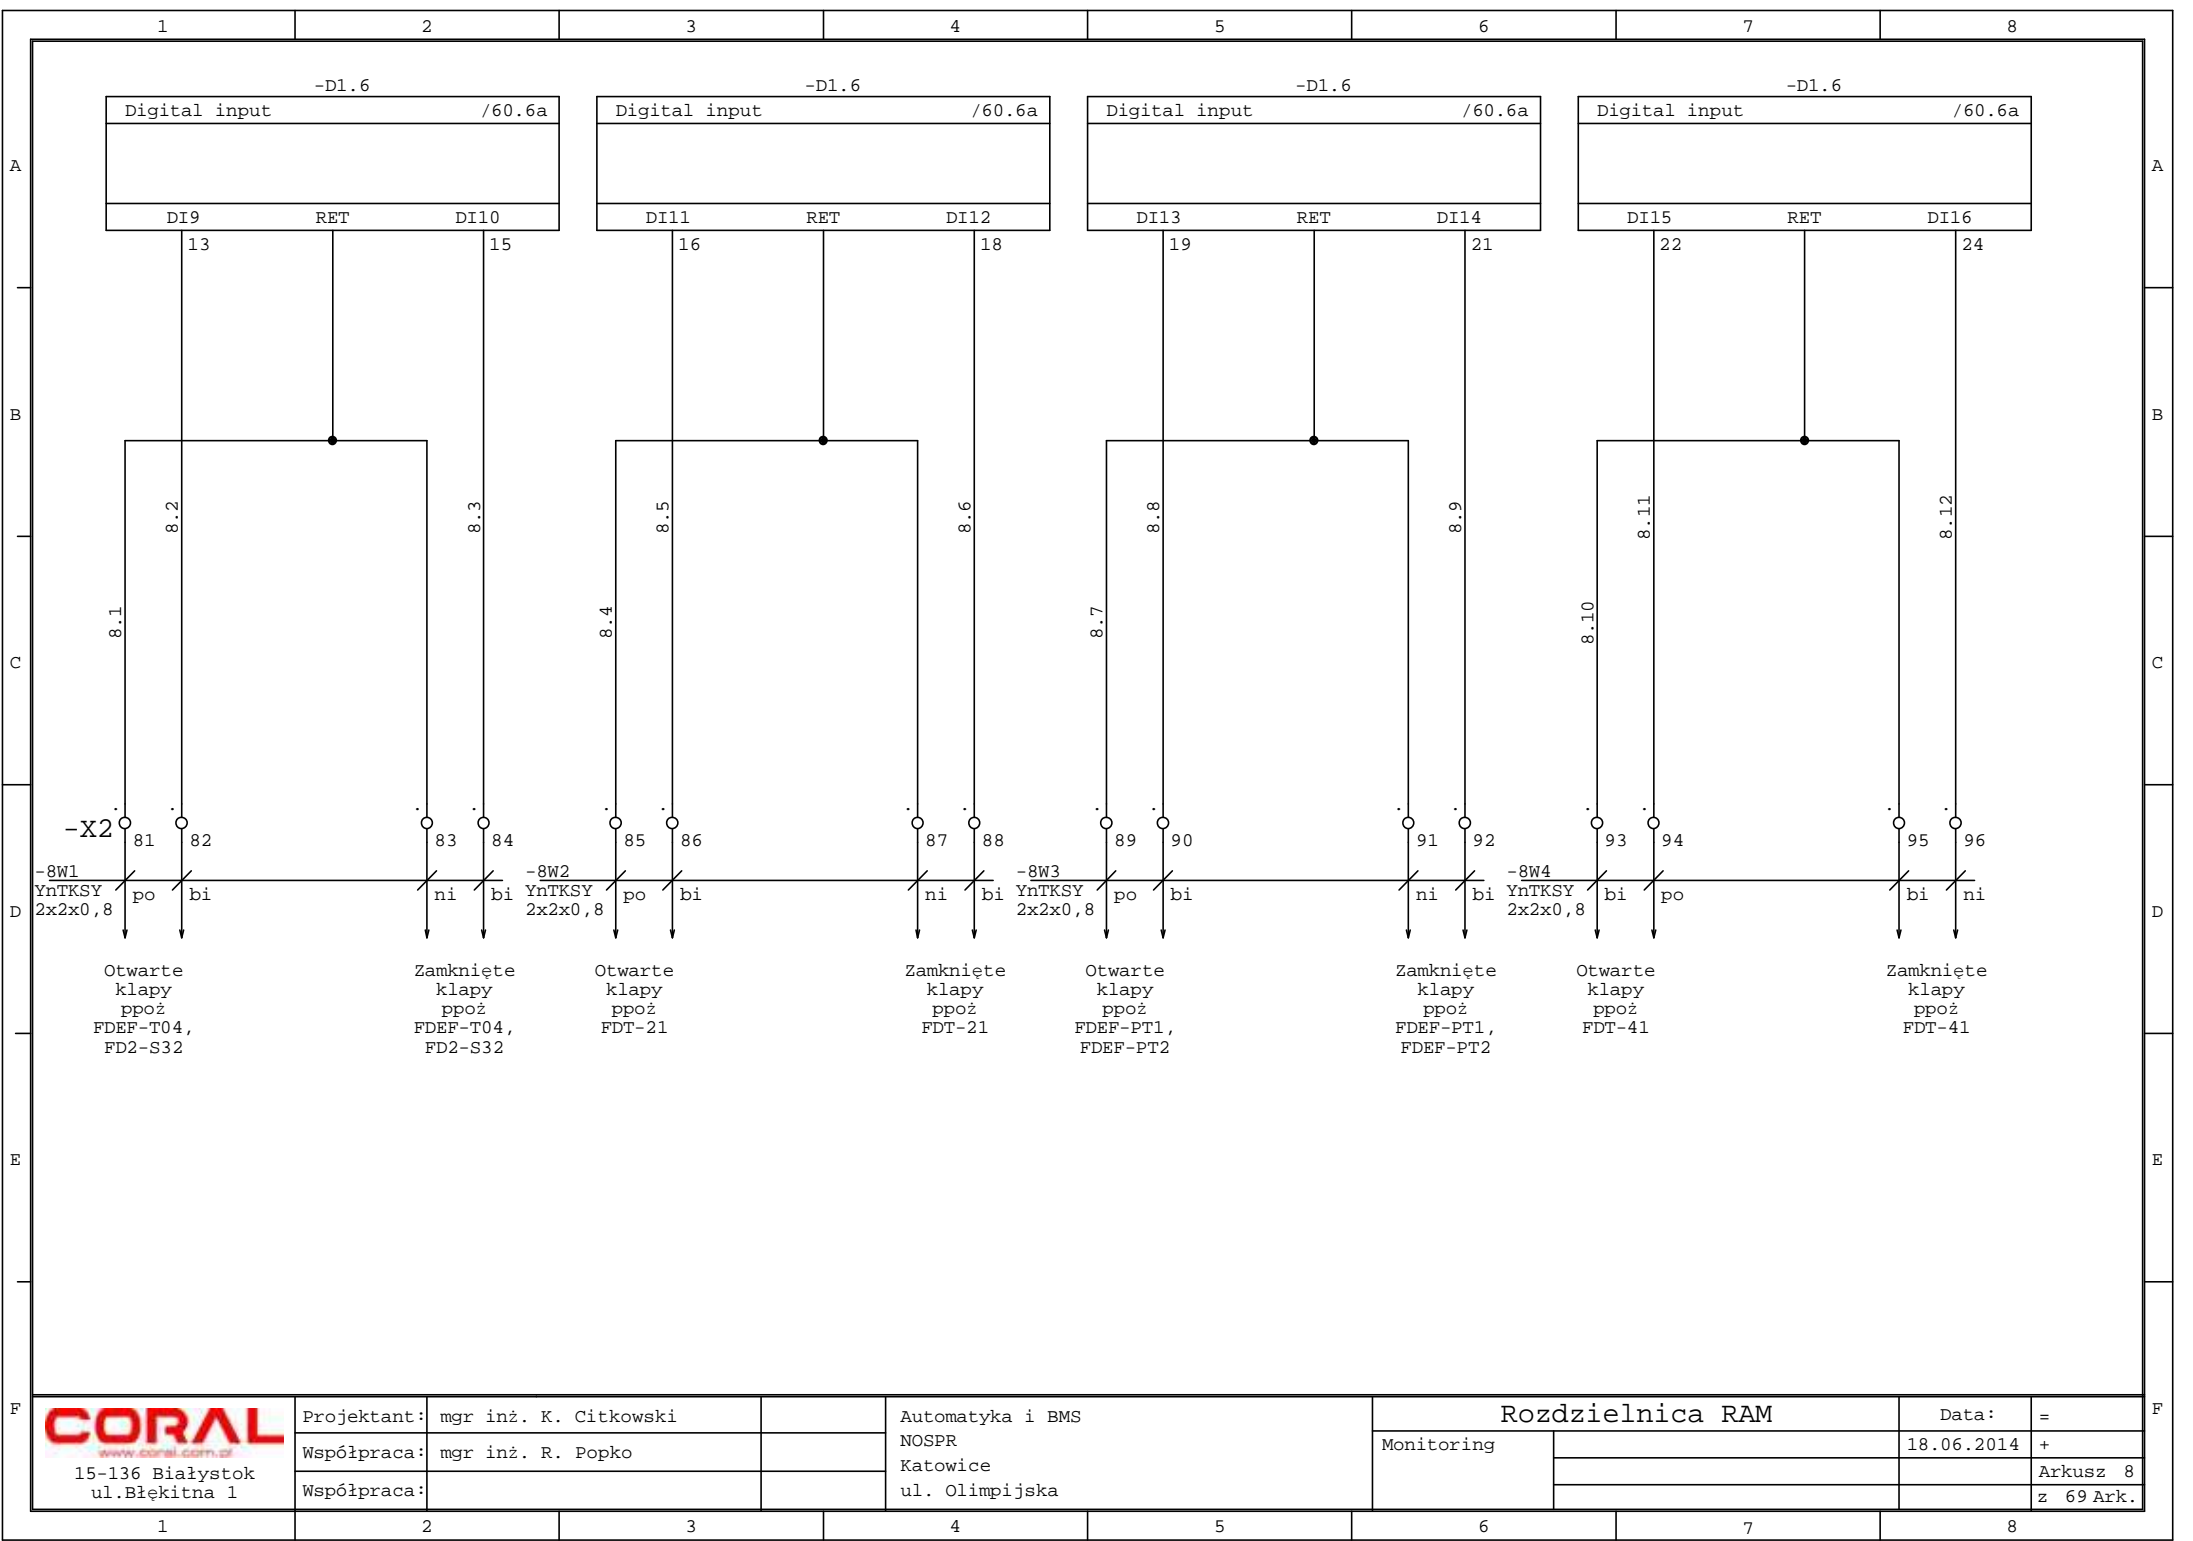 1 2 3 4 5 6 7 8
-D1.6 -D1.6 -D1.6 -D1.6
Digital input /60.6a Digital input /60.6a Digital input /60.6a Digital input /60.6a
A A
DI9 RET DI10 DI11 RET DI12 DI13 RET DI14 DI15 RET DI16
13 15 16 18 19 21 22 24
B B
8.2 8.3 8.5 8.6 8.8 8.9 8.11 8.12
8.1 8.4 8.7 8.10
C C
-X2 81 82 83 84 85 86 87 88 89 90 91 92 93 94 95 96
-8W1 -8W2 -8W3 -8W4
YnTKSY YnTKSY YnTKSY YnTKSY
po bi ni bi po bi ni bi po bi ni bi bi po bi ni
2x2x0,8 2x2x0,8 2x2x0,8 2x2x0,8
D D
Otwarte Zamknięte Otwarte Zamknięte Otwarte Zamknięte Otwarte Zamknięte
klapy klapy klapy klapy klapy klapy klapy klapy
ppoż ppoż ppoż ppoż ppoż ppoż ppoż ppoż
FDEF-T04, FDEF-T04, FDT-21 FDT-21 FDEF-PT1, FDEF-PT1, FDT-41 FDT-41
FD2-S32 FD2-S32 FDEF-PT2 FDEF-PT2
E E
F F
CORAL
www.coral.com.pl
15-136 Białystok
ul.Błękitna 1
Projektant: mgr inż. K. Citkowski
Współpraca: mgr inż. R. Popko
Współpraca:
Automatyka i BMS
NOSPR
Katowice
ul. Olimpijska
Rozdzielnica RAM
Monitoring
Data:
18.06.2014
=
+
Arkusz 8
z 69 Ark.
1 2 3 4 5 6 7 8